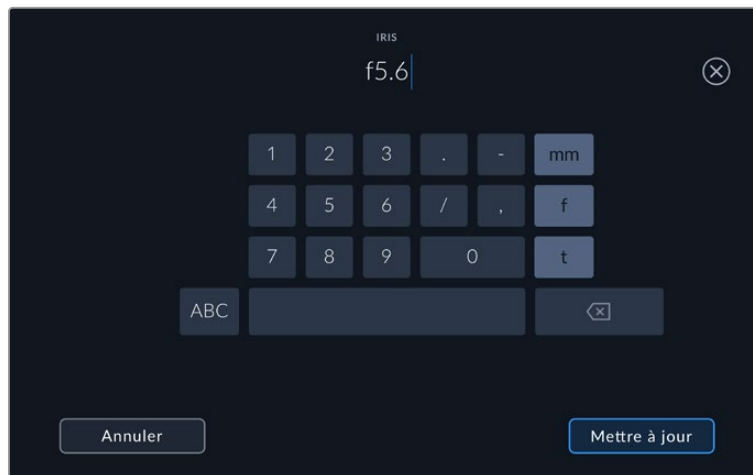 IRIS
f5.6
1 2 3 . - mm
4 5 6 / , f
7 8 9 0 t
ABC
Annuler Mettre à jour